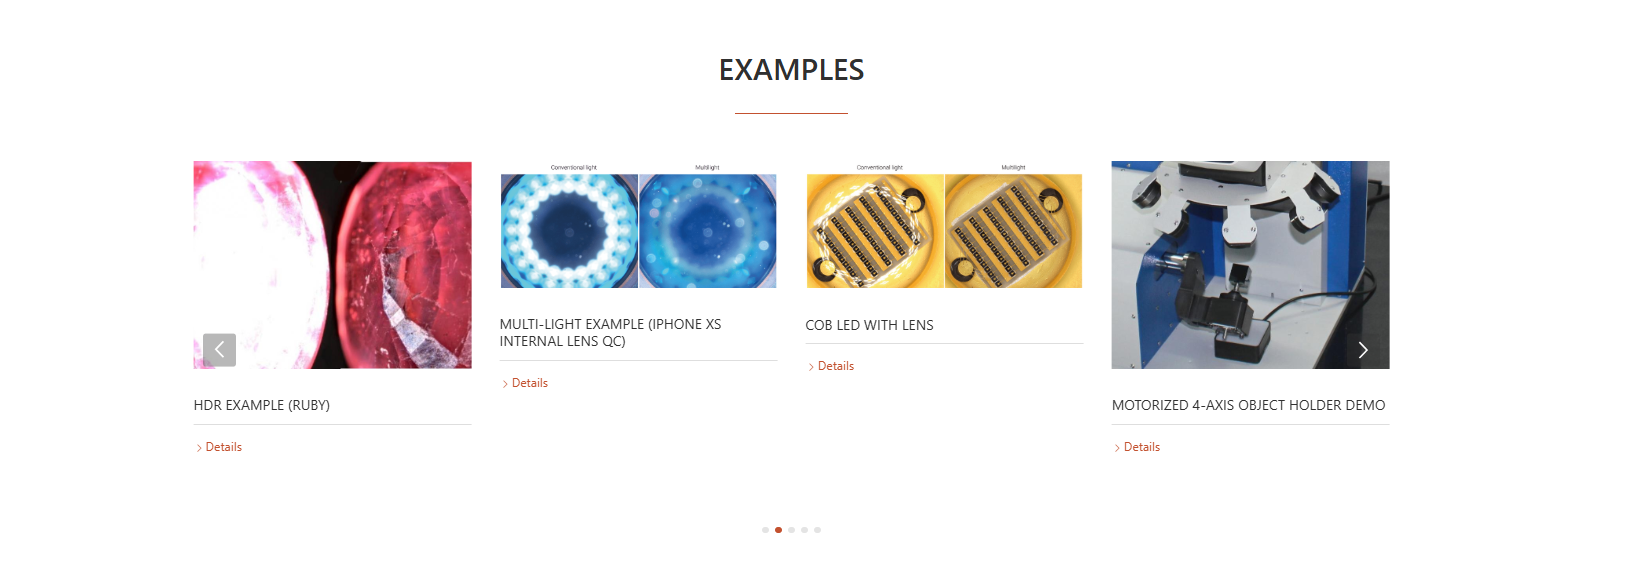 EXAMPLES
HDR EXAMPLE (RUBY)
Details
Conventional light
Multilight
MULTI-LIGHT EXAMPLE (IPHONE XS
INTERNAL LENS QC)
Details
Conventional light
Multilight
COB LED WITH LENS
Details
MOTORIZED 4-AXIS OBJECT HOLDER DEMO
Details